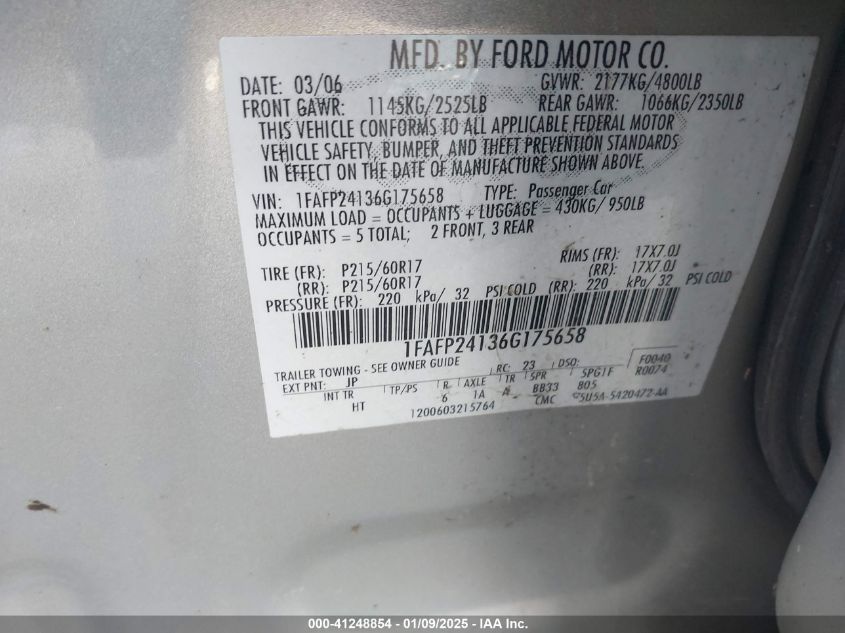 MFD. BY FORD MOTOR CO.
DATE: 03/06 GVWR: 2177KG/4800LB
FRONT GAWR: 1145KG/2525LB REAR GAWR: 1066KG/2350LB
THIS VEHICLE CONFORMS TO ALL APPLICABLE FEDERAL MOTOR
VEHICLE SAFETY, BUMPER, AND THEFT PREVENTION STANDARDS
IN EFFECT ON THE DATE OF MANUFACTURE SHOWN ABOVE.
VIN: 1FAFP24136G175658 TYPE: Passenger Car
MAXIMUM LOAD = OCCUPANTS + LUGGAGE = 430KG/ 950LB
OCCUPANTS = 5 TOTAL; 2 FRONT, 3 REAR
TIRE (FR): P215/60R17 RIMS (FR): 17X7.0J
(RR): P215/60R17 (RR): 17X7.0J
PRESSURE (FR): 220 kPa/ 32 PSI COLD (RR): 220 kPa/ 32 PSI COLD
1FAFP24136G175658
TRAILER TOWING - SEE OWNER GUIDE RC: 23 DSO: F0040
EXT PNT: JP R0074
INT TR TP/PS R AXLE TR SPR SPG1F
HT 6 1A A BB33 BO5
1200603215764 CMC 5U5A-5420472-AA
000-41248854 - 01/09/2025 - IAA Inc.